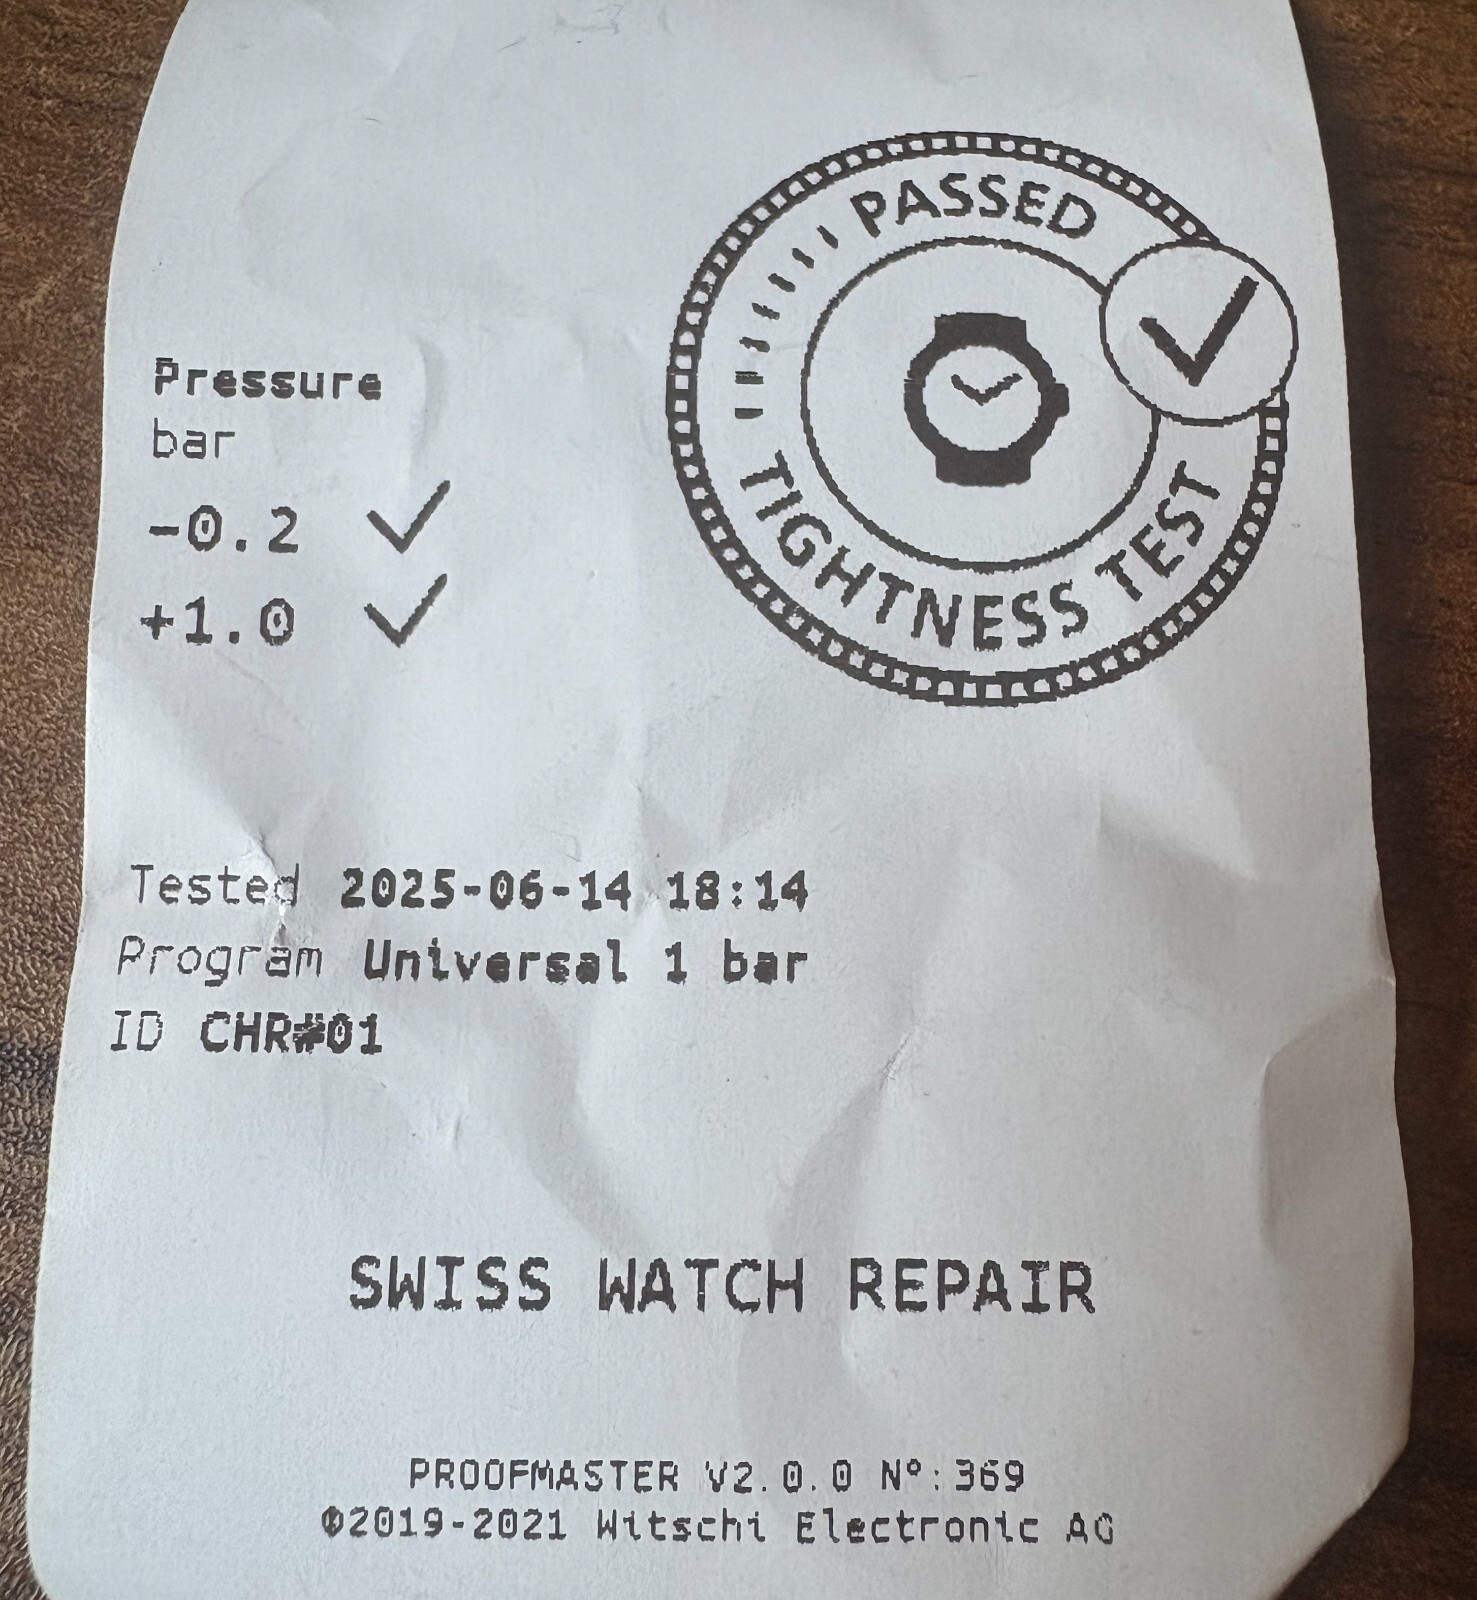 PASSED
TIGHTNESS TEST
Pressure
bar
-0.2 ✓
+1.0 ✓
Tested 2025-06-14 18:14
Program Universal 1 bar
ID CHR#01
SWISS WATCH REPAIR
PROOFMASTER V2.0.0 Nº:369
©2019-2021 Witschi Electronic AG